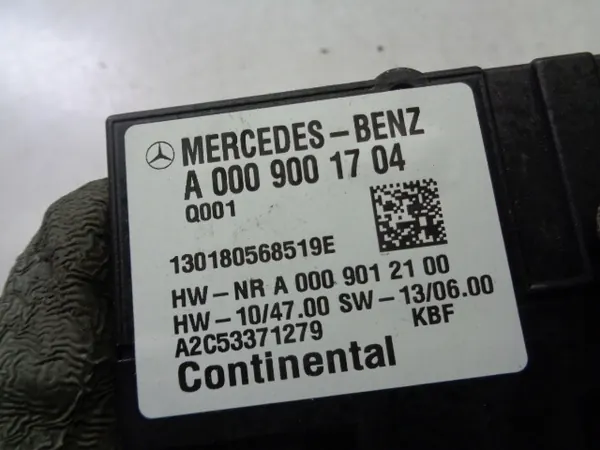 MERCEDES-BENZ
A 000 900 17 04
Q001
130180568519E
HW-NR A 000 901 21 00
HW-10/47.00 SW-13/06.00
A2C53371279 KBF
Continental